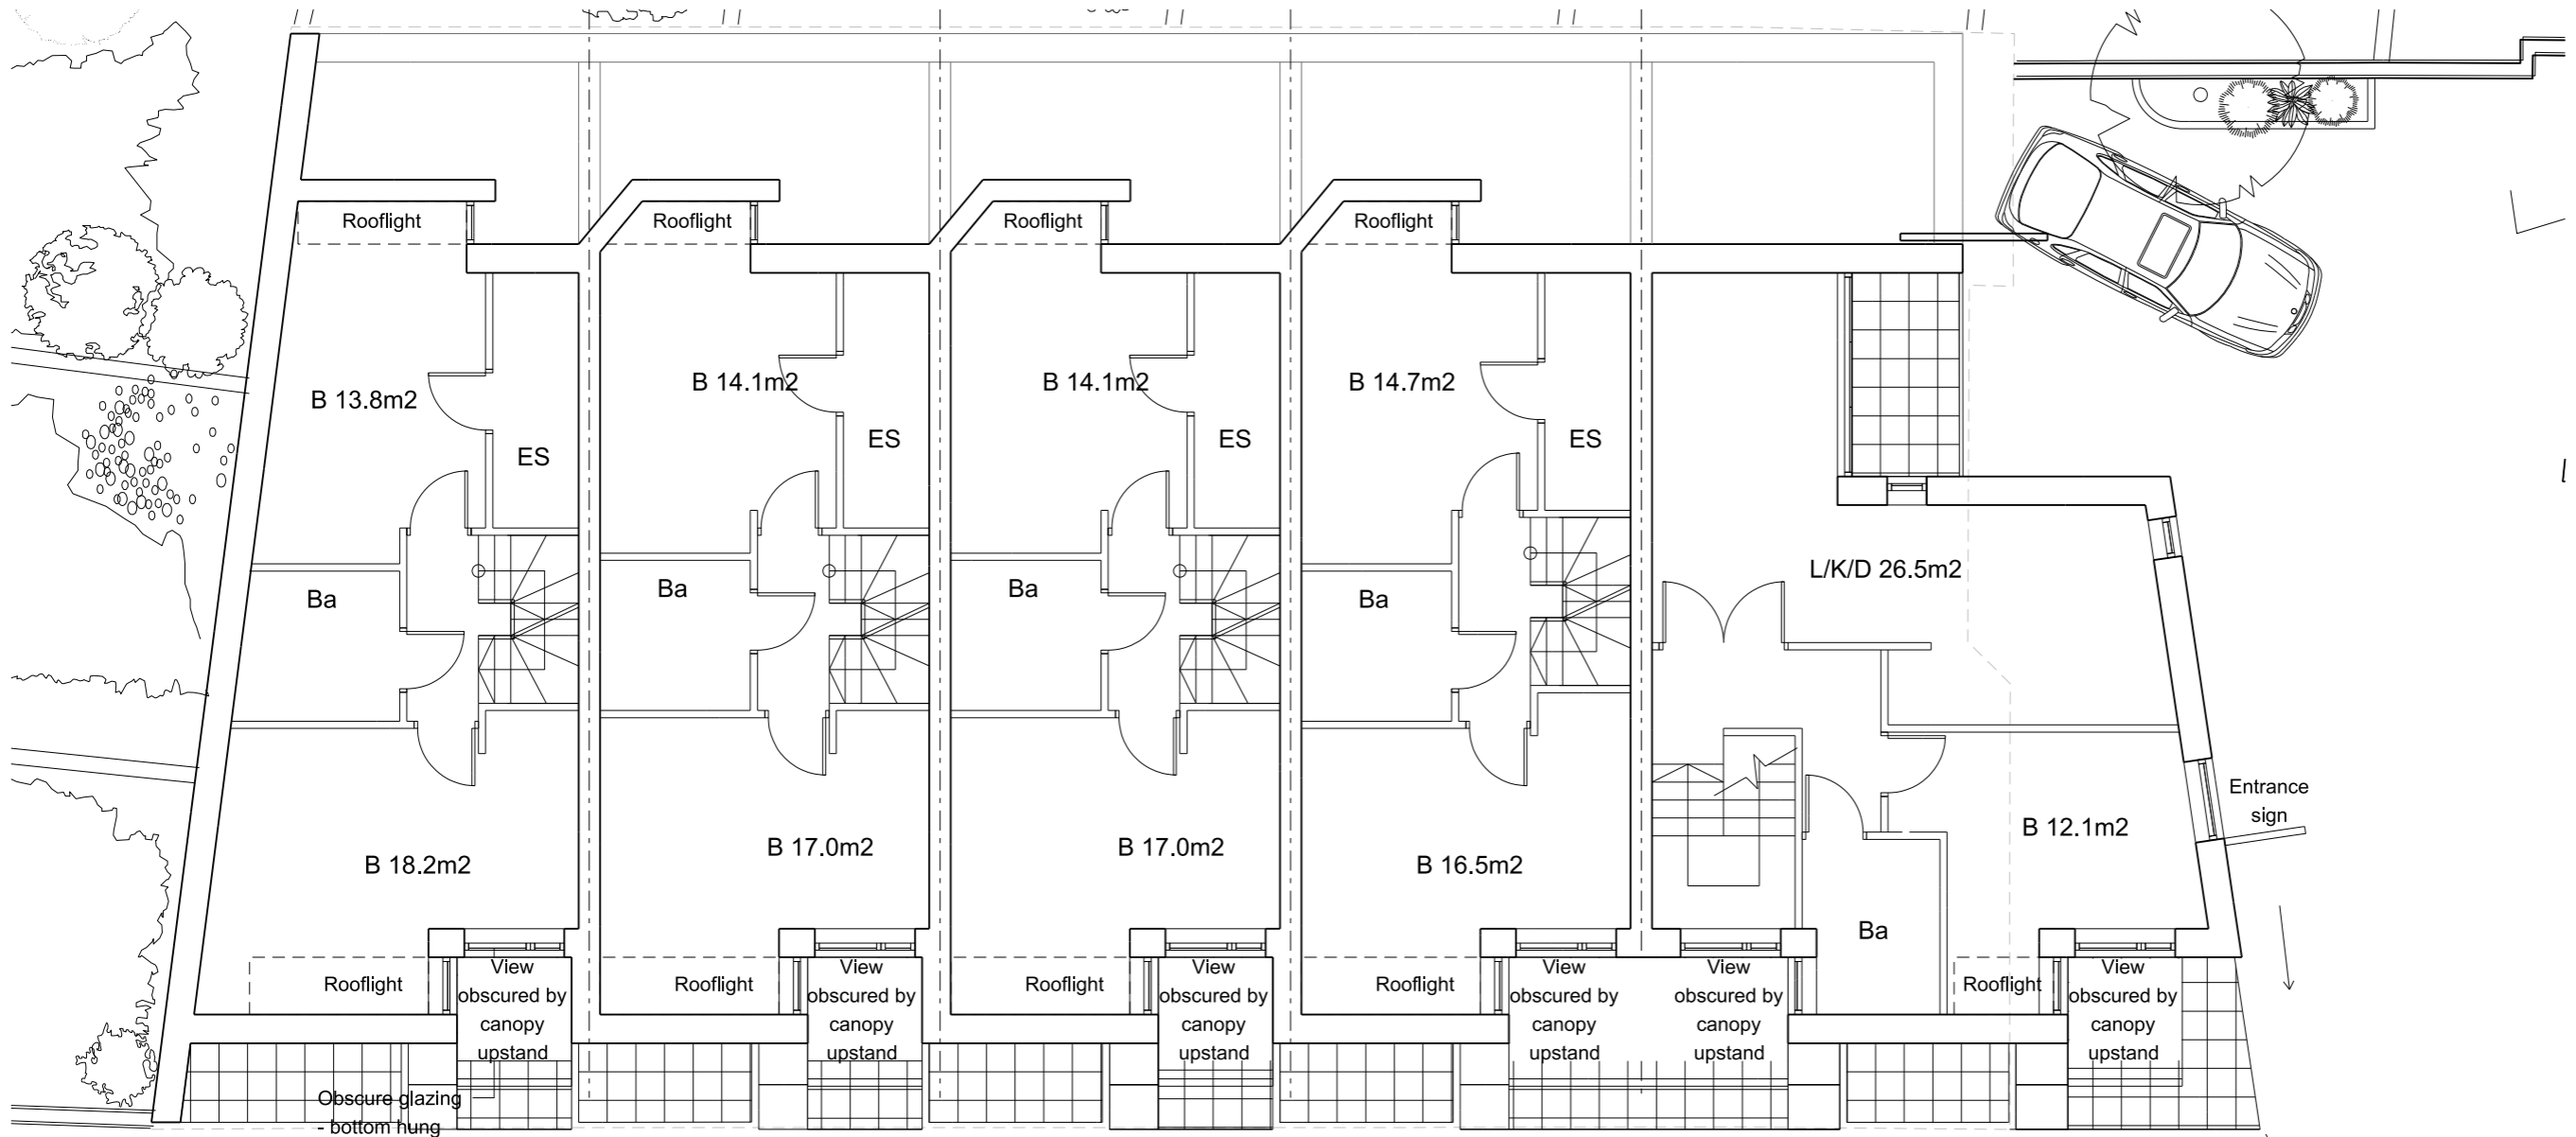 Rooflight
Rooflight
Rooflight
Rooflight
B 13.8m2
B 14.1m2
B 14.1m2
B 14.7m2
ES
ES
ES
ES
L/K/D 26.5m2
Ba
Ba
Ba
Ba
Entrance
sign
B 18.2m2
B 17.0m2
B 17.0m2
B 16.5m2
B 12.1m2
Ba
Rooflight
View
obscured by
canopy
upstand
Rooflight
View
obscured by
canopy
upstand
Rooflight
View
obscured by
canopy
upstand
Rooflight
View
obscured by
canopy
upstand
View
obscured by
canopy
upstand
Rooflight
View
obscured by
canopy
upstand
Obscure glazing
- bottom hung